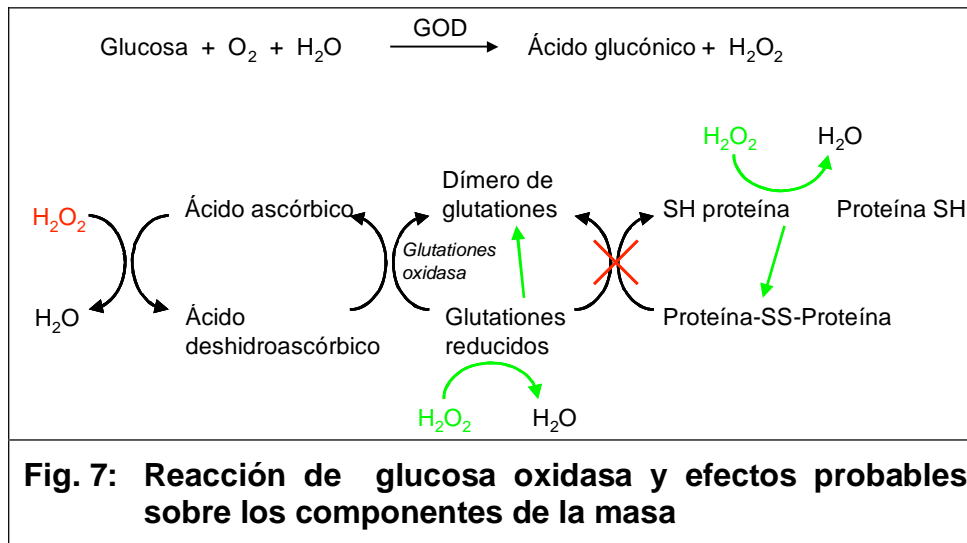 GOD
Glucosa + O₂ + H₂O Ácido glucónico + H₂O₂
H₂O₂ H₂O
Dímero de
glutationes
H₂O₂ Ácido ascórbico SH proteína Proteína SH
Glutationes
oxidasa
H₂O Ácido
deshidroascórbico
Glutationes
reducidos
Proteína-SS-Proteína
H₂O₂ H₂O
Fig. 7: Reacción de glucosa oxidasa y efectos probables
sobre los componentes de la masa